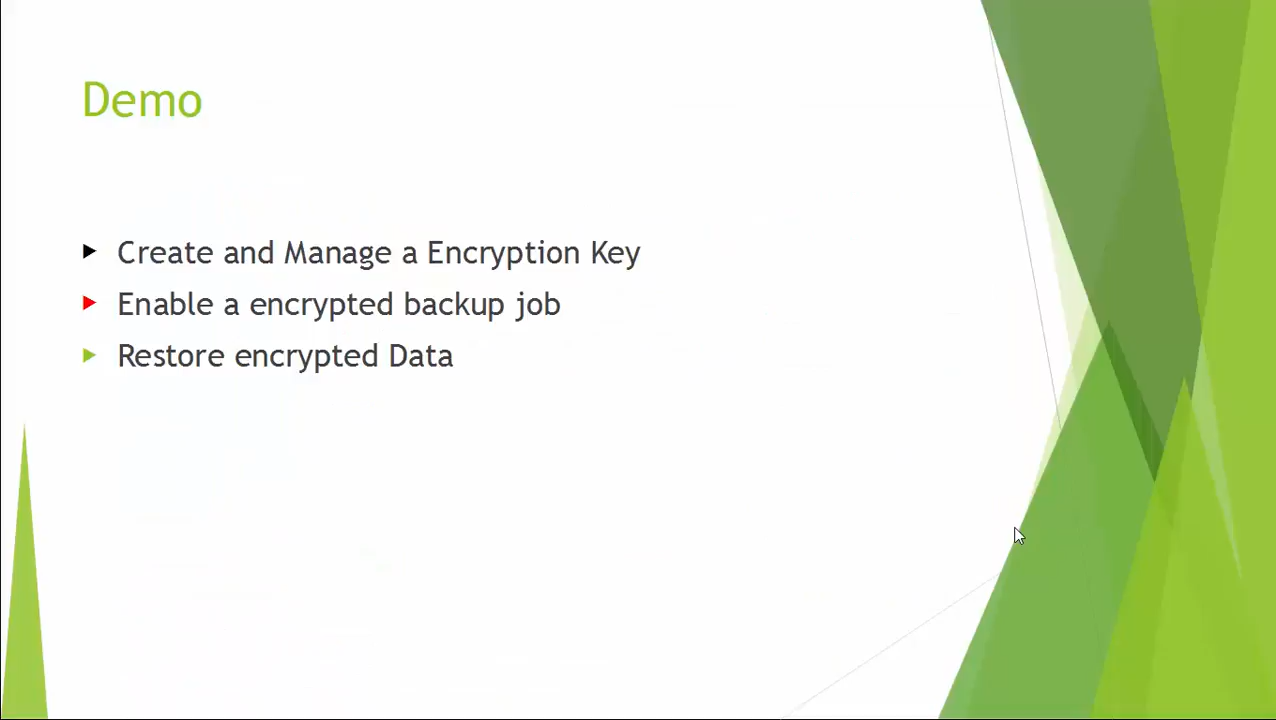 Demo
Create and Manage a Encryption Key
Enable a encrypted backup job
Restore encrypted Data